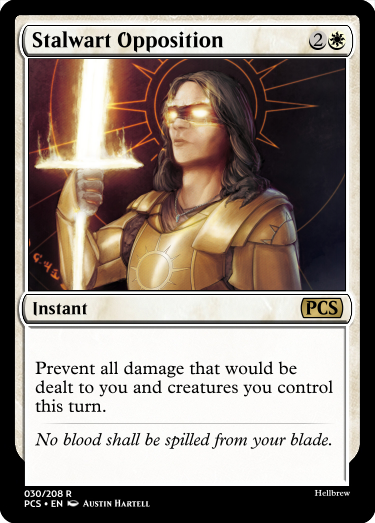 Stalwart Opposition 2
Instant PCS
Prevent all damage that would be
dealt to you and creatures you control
this turn.
No blood shall be spilled from your blade.
030/208 R Hellbrew
PCS • EN Austin Hartell